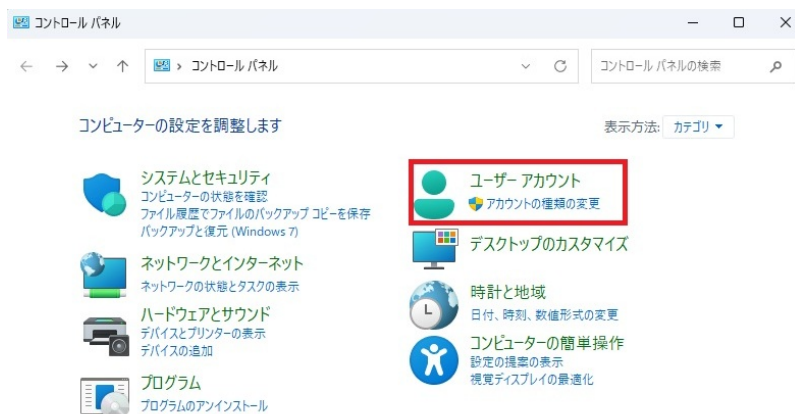 コントロール パネル
コントロール パネル
コントロール パネルの検索
コンピューターの設定を調整します
表示方法: カテゴリ
システムとセキュリティ
コンピューターの状態を確認
ファイル履歴でファイルのバックアップ コピーを保存
バックアップと復元 (Windows 7)
ネットワークとインターネット
ネットワークの状態とタスクの表示
ハードウェアとサウンド
デバイスとプリンターの表示
デバイスの追加
プログラム
プログラムのアンインストール
ユーザー アカウント
アカウントの種類の変更
デスクトップのカスタマイズ
時計と地域
日付、時刻、数値形式の変更
コンピューターの簡単操作
設定の提案の表示
視覚ディスプレイの最適化